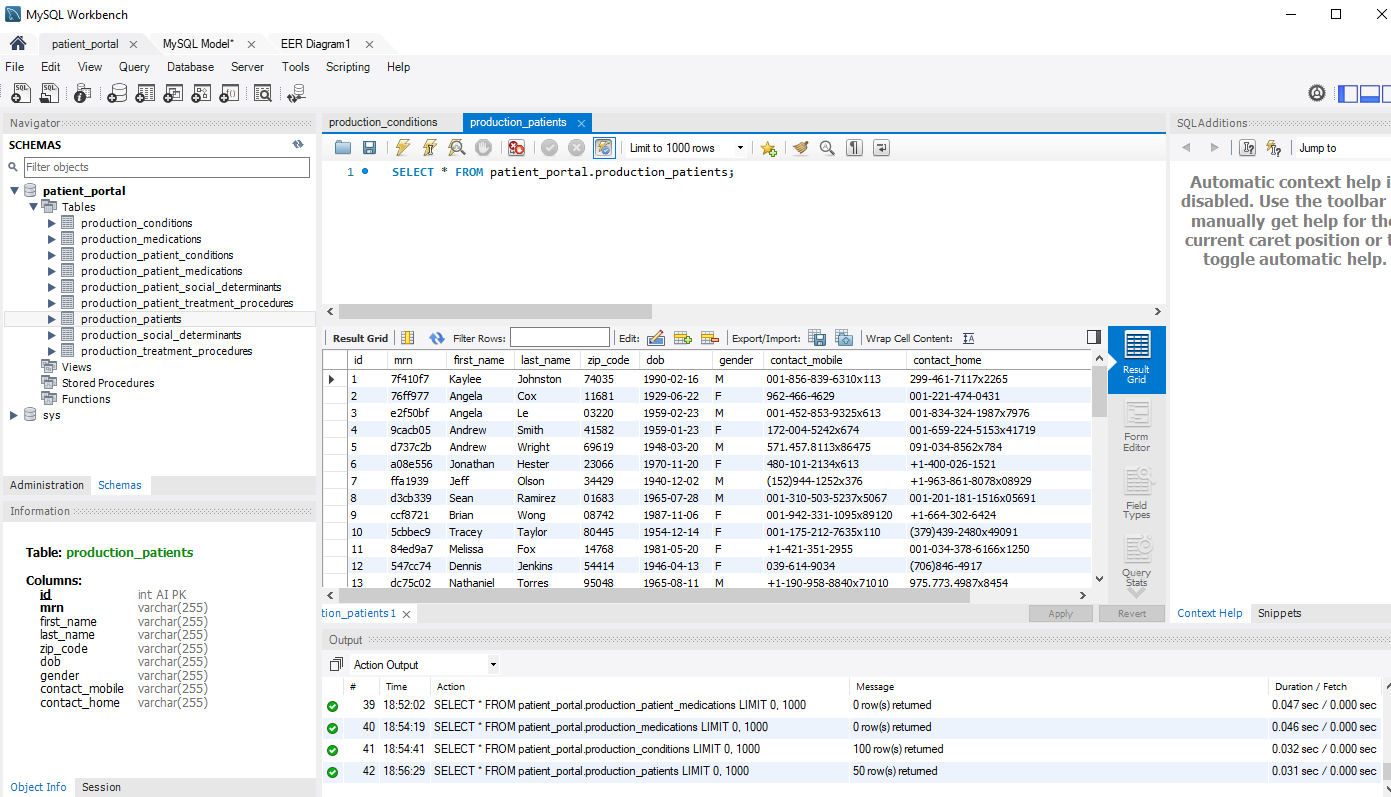 MySQL Workbench
patient_portal
MySQL Model*
EER Diagram1
File Edit View Query Database Server Tools Scripting Help
Navigator
SCHEMAS
Filter objects
patient_portal
Tables
production_conditions
production_medications
production_patient_conditions
production_patient_medications
production_patient_social_determinants
production_patient_treatment_procedures
production_patients
production_social_determinants
production_treatment_procedures
Views
Stored Procedures
Functions
sys
Administration Schemas
Information
Table: production_patients
Columns:
id int AI PK
mrn varchar(255)
first_name varchar(255)
last_name varchar(255)
zip_code varchar(255)
dob varchar(255)
gender varchar(255)
contact_mobile varchar(255)
contact_home varchar(255)
Object Info Session
production_conditions production_patients
Limit to 1000 rows
1 SELECT * FROM patient_portal.production_patients;
Result Grid Filter Rows: Edit: Export/Import: Wrap Cell Content:
id mrn first_name last_name zip_code dob gender contact_mobile contact_home
1 7f410f7 Kaylee Johnston 74035 1990-02-16 M 001-856-839-6310x113 299-461-7117x2265
2 76ff977 Angela Cox 11681 1929-06-22 F 962-466-4629 001-221-474-0431
3 e2f50bf Angela Le 03220 1959-02-23 M 001-452-853-9325x613 001-834-324-1987x7976
4 9cacb05 Andrew Smith 41582 1959-01-23 F 172-004-5242x674 001-659-224-5153x41719
5 d737c2b Andrew Wright 69619 1948-03-20 M 571.457.8113x86475 091-034-8562x784
6 a08e556 Jonathan Hester 23066 1970-11-20 F 480-101-2134x613 +1-400-026-1521
7 ffa1939 Jeff Olson 34429 1940-12-02 M (152)944-1252x376 +1-963-861-8078x08929
8 d3cb339 Sean Ramirez 01683 1965-07-28 M 001-310-503-5237x5067 001-201-181-1516x05691
9 ccf8721 Brian Wong 08742 1987-11-06 F 001-942-331-1095x89120 +1-664-302-6424
10 5cbbec9 Tracey Taylor 80445 1954-12-14 F 001-175-212-7635x110 (379)439-2480x49091
11 84ed9a7 Melissa Fox 14768 1981-05-20 F +1-421-351-2955 001-034-378-6166x1250
12 547cc74 Dennis Jenkins 54414 1946-04-13 F 039-614-9034 (706)846-4917
13 dc75c02 Nathaniel Torres 95048 1965-08-11 M +1-190-958-8840x71010 975.773.4987x8454
Result
Grid
Form
Editor
Field
Types
Query
Stats
tion_patients 1
Apply Revert
SQLAdditions
Jump to
Automatic context help i
disabled. Use the toolbar
manually get help for the
current caret position or t
toggle automatic help.
Context Help Snippets
Output
Action Output
# Time Action Message Duration / Fetch
39 18:52:02 SELECT * FROM patient_portal.production_patient_medications LIMIT 0, 1000 0 row(s) returned 0.047 sec / 0.000 sec
40 18:54:19 SELECT * FROM patient_portal.production_medications LIMIT 0, 1000 0 row(s) returned 0.046 sec / 0.000 sec
41 18:54:41 SELECT * FROM patient_portal.production_conditions LIMIT 0, 1000 100 row(s) returned 0.032 sec / 0.000 sec
42 18:56:29 SELECT * FROM patient_portal.production_patients LIMIT 0, 1000 50 row(s) returned 0.031 sec / 0.000 sec